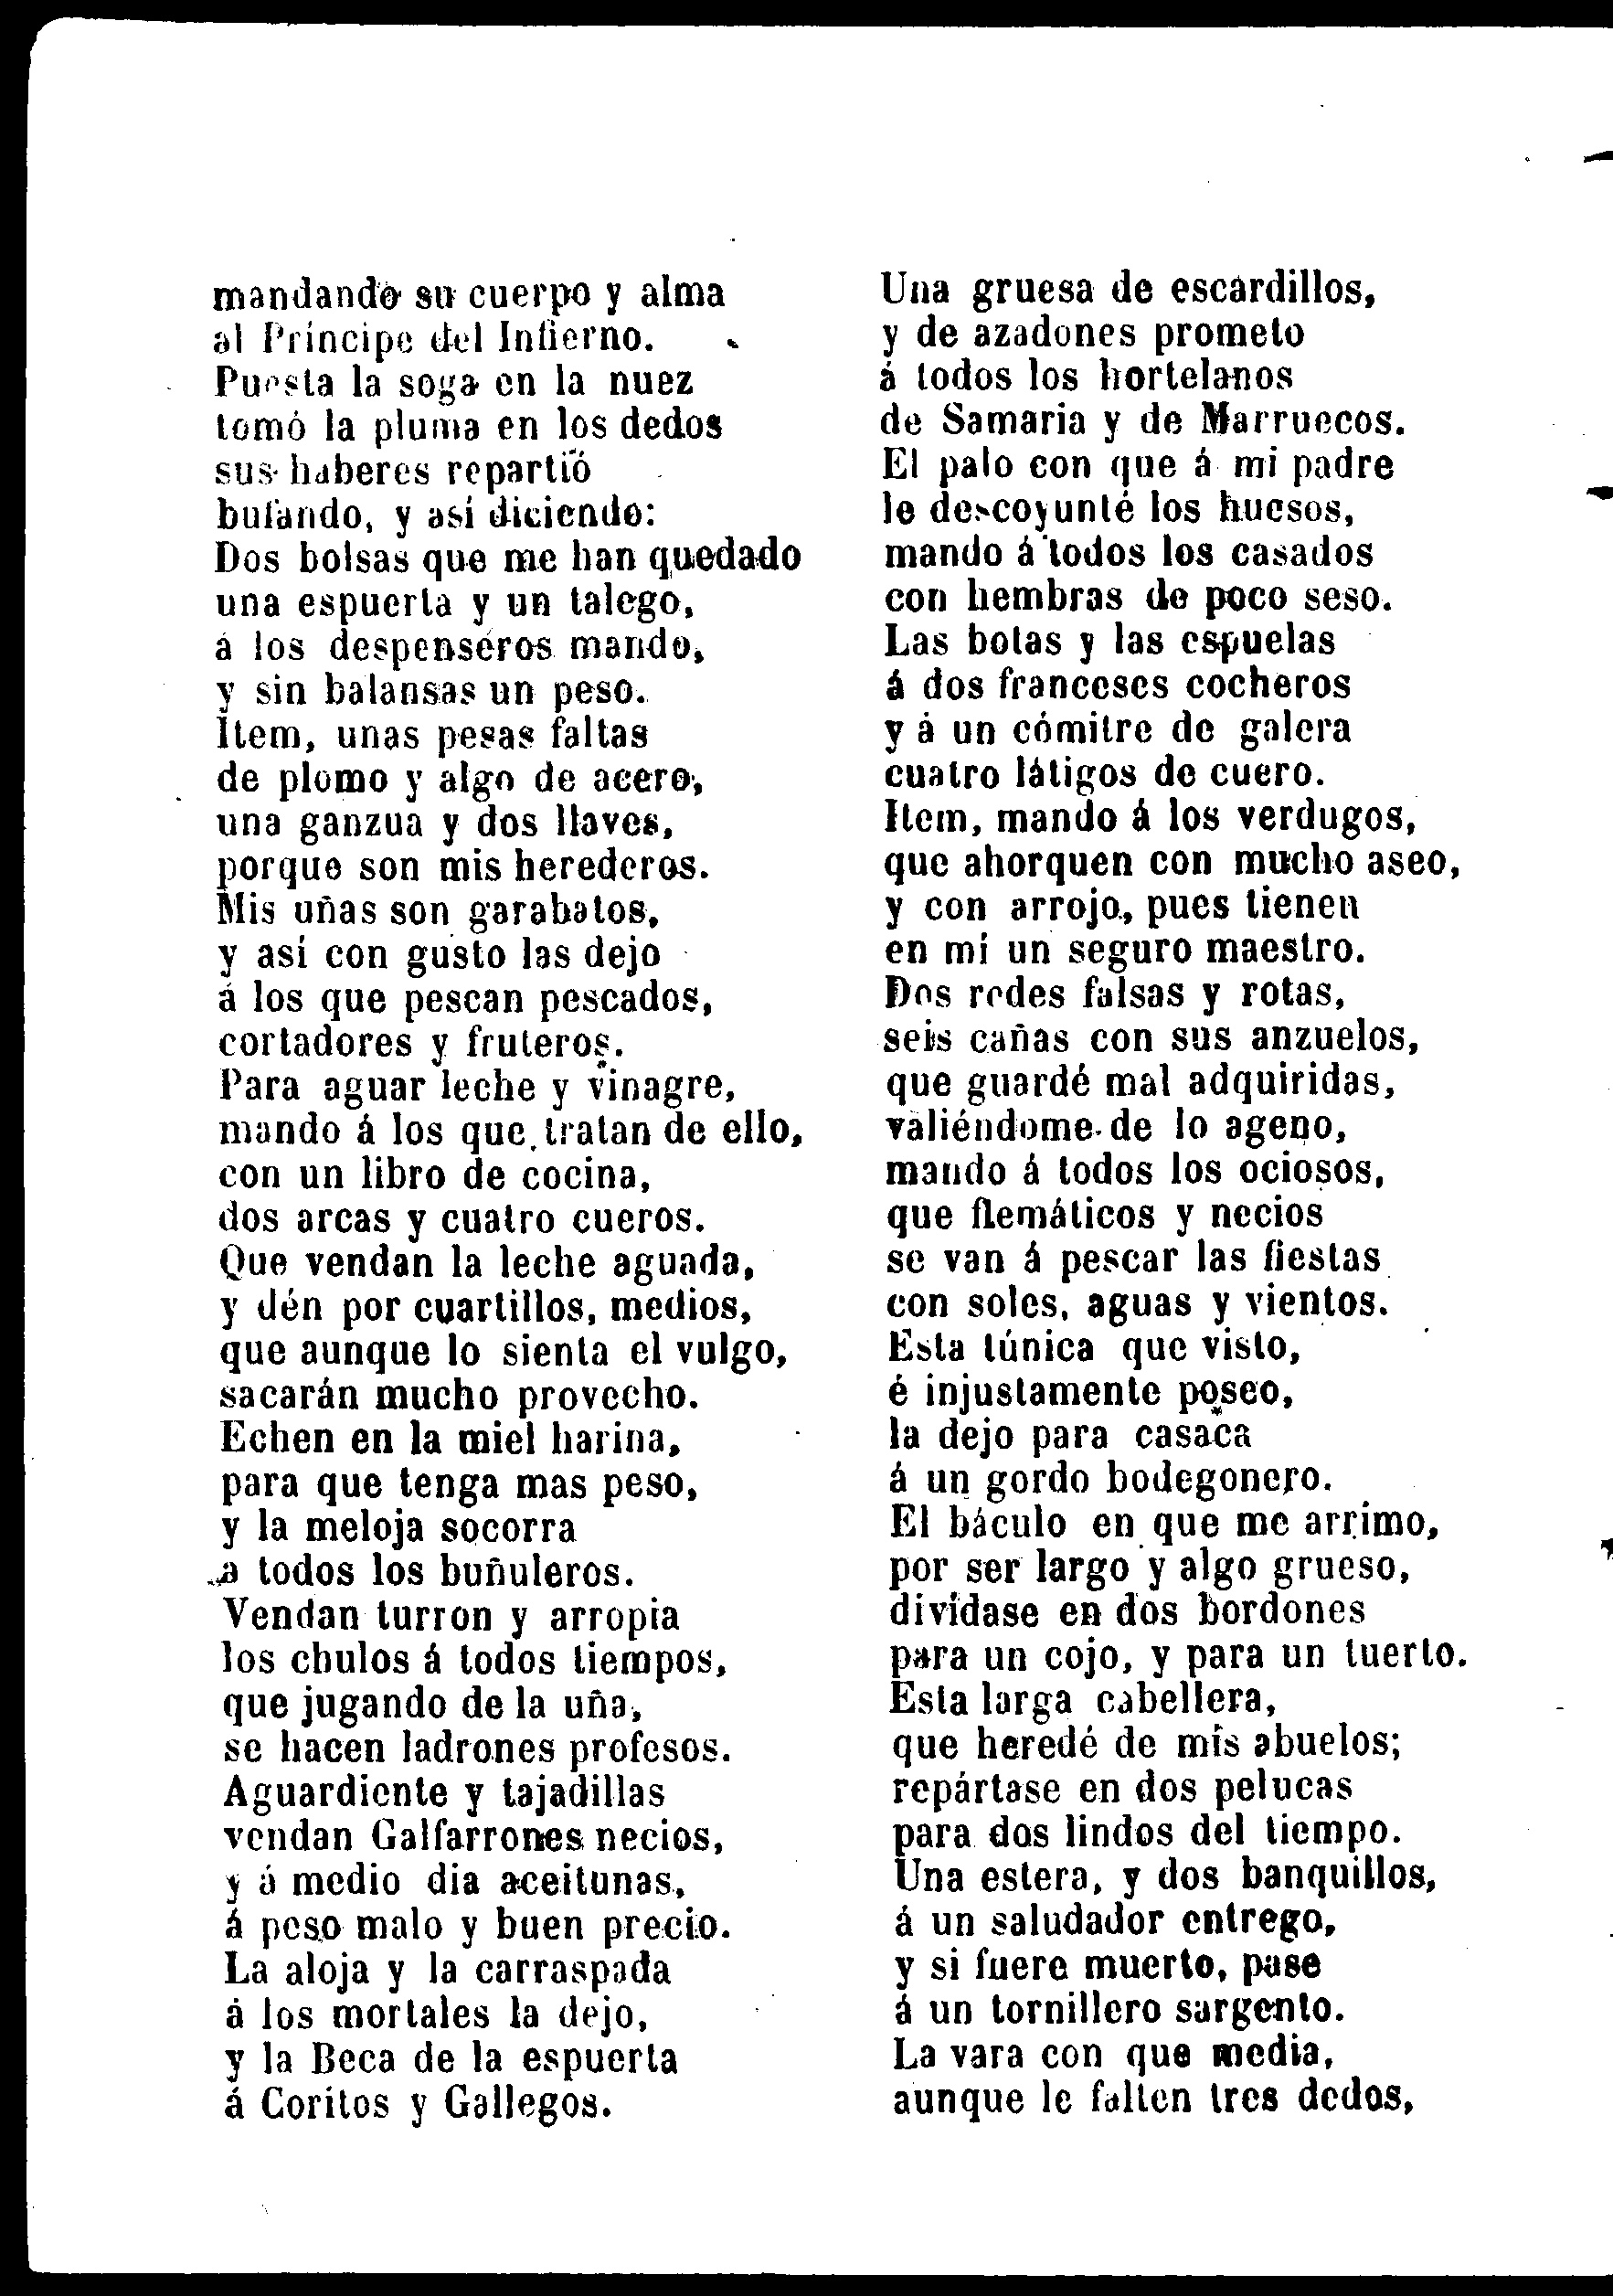 mandando su cuerpo y alma
al Príncipe del Infierno.
Puesta la soga en la nuez
tomó la pluma en los dedos
sus haberes repartió
bufando, y así diciendo:
Dos bolsas que me han quedado
una espuerta y un talego,
á los despenseros mando,
y sin balansas un peso.
Item, unas pesas faltas
de plomo y algo de acero,
una ganzua y dos llaves,
porque son mis herederos.
Mis uñas son garabatos,
y así con gusto las dejo
á los que pescan pescados,
cortadores y fruteros.
Para aguar leche y vinagre,
mando á los que tratan de ello,
con un libro de cocina,
dos arcas y cuatro cueros.
Que vendan la leche aguada,
y dén por cuartillos, medios,
que aunque lo sienta el vulgo,
sacarán mucho provecho.
Echen en la miel harina,
para que tenga mas peso,
y la meloja socorra
a todos los buñuleros.
Vendan turron y arropia
los chulos á todos tiempos,
que jugando de la uña,
se hacen ladrones profesos.
Aguardiente y tajadillas
vendan Galfarrones necios,
y á medio dia aceitunas,
á peso malo y buen precio.
La aloja y la carraspada
á los mortales la dejo,
y la Beca de la espuerta
á Coritos y Gallegos.
Una gruesa de escardillos,
y de azadones prometo
á todos los hortelanos
de Samaria y de Marruecos.
El palo con que á mi padre
le descoyunté los huesos,
mando á todos los casados
con hembras de poco seso.
Las botas y las espuelas
á dos franceses cocheros
y á un cómitre de galera
cuatro látigos de cuero.
Item, mando á los verdugos,
que ahorquen con mucho aseo,
y con arrojo, pues tienen
en mí un seguro maestro.
Dos redes falsas y rotas,
seis cañas con sus anzuelos,
que guardé mal adquiridas,
valiéndome de lo ageno,
mando á todos los ociosos,
que flemáticos y necios
se van á pescar las fiestas
con soles, aguas y vientos.
Esta túnica que visto,
é injustamente poseo,
la dejo para casaca
á un gordo bodegonero.
El báculo en que me arrimo,
por ser largo y algo grueso,
divídase en dos bordones
para un cojo, y para un tuerto.
Esta larga cabellera,
que heredé de mis abuelos;
repártase en dos pelucas
para dos lindos del tiempo.
Una estera, y dos banquillos,
á un saludador entrego,
y si fuere muerto, pase
á un tornillero sargento.
La vara con que media,
aunque le falten tres dedos,